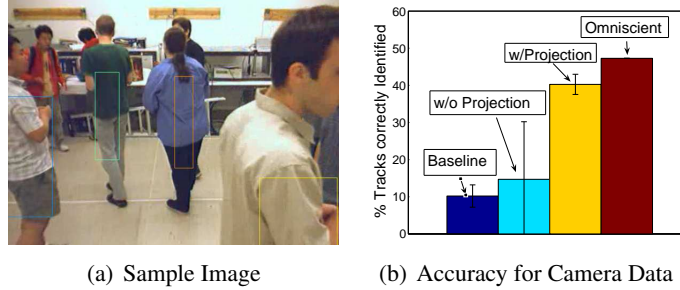 % Tracks correctly Identified
60
50
40
30
20
10
0
Baseline
w/o Projection
w/Projection
Omniscient
(a) Sample Image
(b) Accuracy for Camera Data